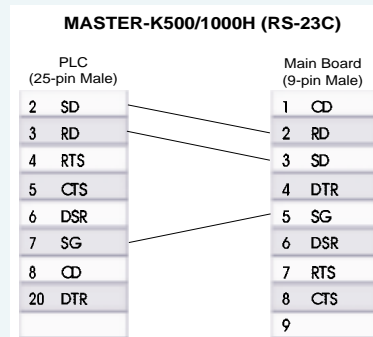 MASTER-K500/1000H (RS-23C)
PLC
(25-pin Male)
2 SD
3 RD
4 RTS
5 CTS
6 DSR
7 SG
8 CD
20 DTR
Main Board
(9-pin Male)
1 CD
2 RD
3 SD
4 DTR
5 SG
6 DSR
7 RTS
8 CTS
9